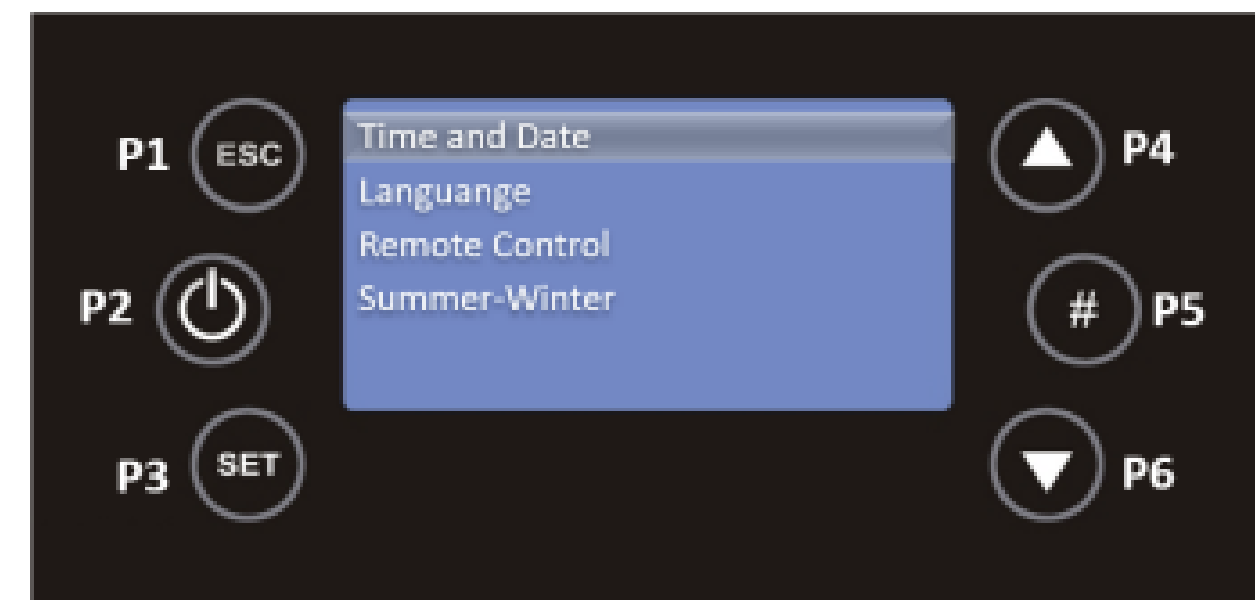 P1 ESC
Time and Date
P4
Languange
Remote Control
Summer-Winter
P2
# P5
P3 SET
P6